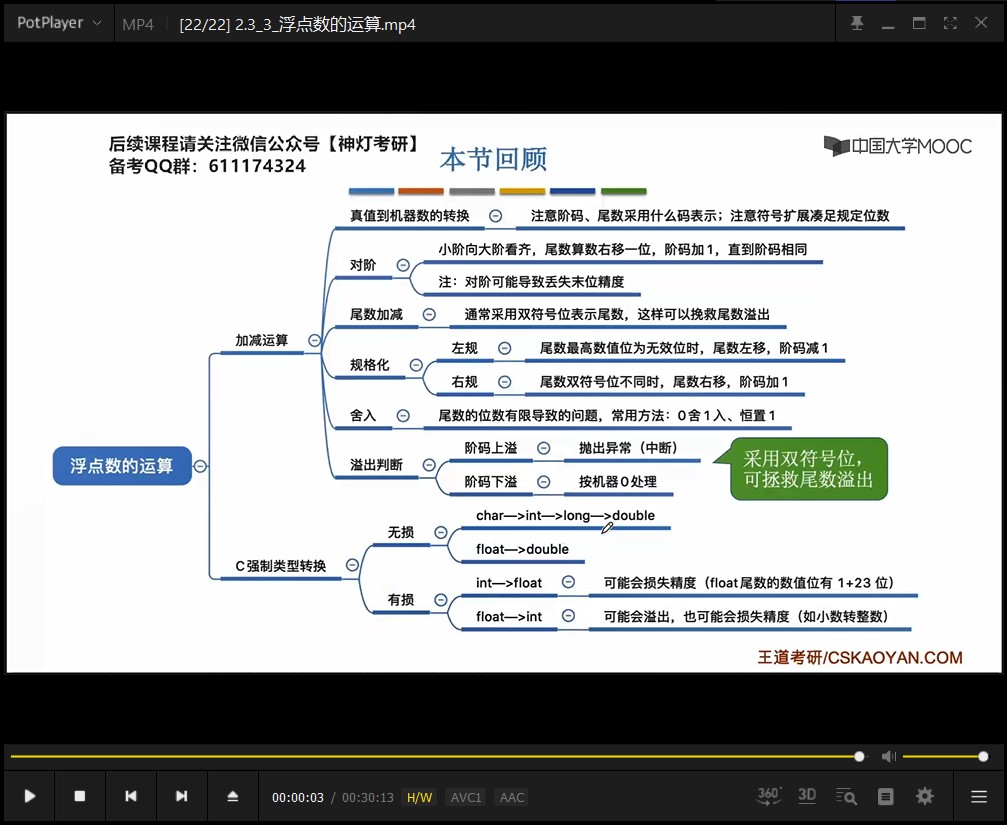 PotPlayer
MP4
[22/22] 2.3_3_浮点数的运算.mp4
后续课程请关注微信公众号【神灯考研】
备考QQ群：611174324
本节回顾
中国大学MOOC
真值到机器数的转换
注意阶码、尾数采用什么码表示；注意符号扩展凑足规定位数
对阶
小阶向大阶看齐，尾数算数右移一位，阶码加1，直到阶码相同
注：对阶可能导致丢失末位精度
尾数加减
通常采用双符号位表示尾数，这样可以挽救尾数溢出
加减运算
规格化
左规
尾数最高数值位为无效位时，尾数左移，阶码减1
右规
尾数双符号位不同时，尾数右移，阶码加1
舍入
尾数的位数有限导致的问题，常用方法：0舍1入、恒置1
溢出判断
阶码上溢
抛出异常（中断）
阶码下溢
按机器0处理
采用双符号位，
可拯救尾数溢出
浮点数的运算
C强制类型转换
无损
char—>int—>long—>double
float—>double
有损
int—>float
可能会损失精度（float尾数的数值位有 1+23 位）
float—>int
可能会溢出，也可能会损失精度（如小数转整数）
王道考研/CSKAOYAN.COM
00:00:03 / 00:30:13 H/W AVC1 AAC
360°
3D